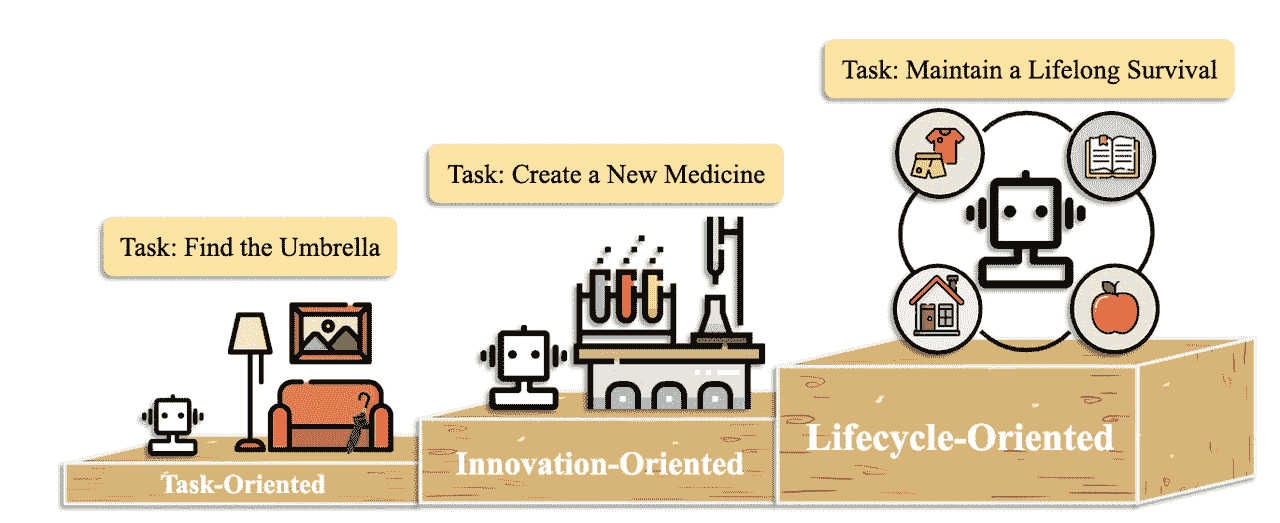 Task: Maintain a Lifelong Survival
Task: Create a New Medicine
Task: Find the Umbrella
Lifecycle-Oriented
Innovation-Oriented
Task-Oriented